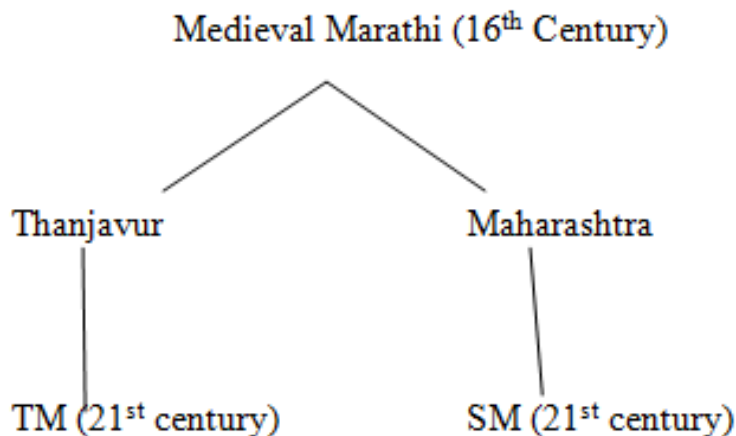 Medieval Marathi (16th Century)
Thanjavur Maharashtra
TM (21st century) SM (21st century)